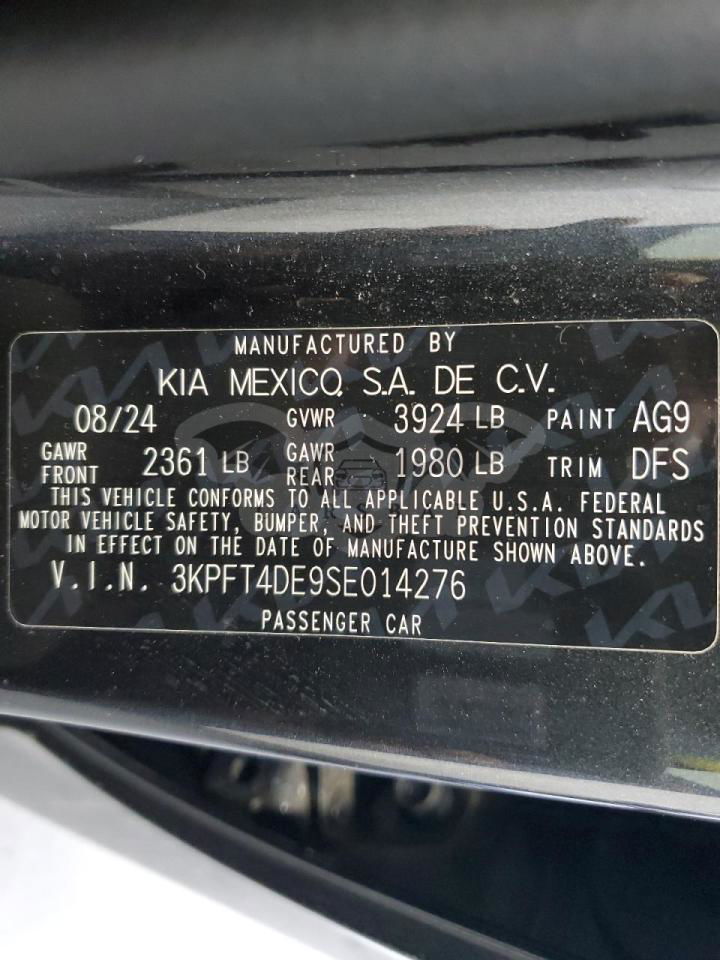 MANUFACTURED BY
KIA MEXICO, S.A. DE C.V.
08/24 GVWR 3924 LB PAINT AG9
GAWR FRONT 2361 LB GAWR REAR 1980 LB TRIM DFS
THIS VEHICLE CONFORMS TO ALL APPLICABLE U.S.A. FEDERAL
MOTOR VEHICLE SAFETY, BUMPER, AND THEFT PREVENTION STANDARDS
IN EFFECT ON THE DATE OF MANUFACTURE SHOWN ABOVE.
V.I.N. 3KPFT4DE9SE014276
PASSENGER CAR